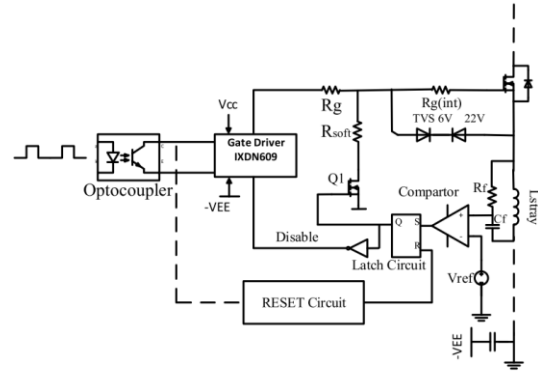 Vcc
Optocoupler
Gate Driver
IXDN609
-VEE
Rg
Rsoft
Rg(int)
TVS 6V 22V
Q1
Compartor
Rf
Cf
Lstray
+
-
Q S
R
Disable
Latch Circuit
Vref
RESET Circuit
-VEE